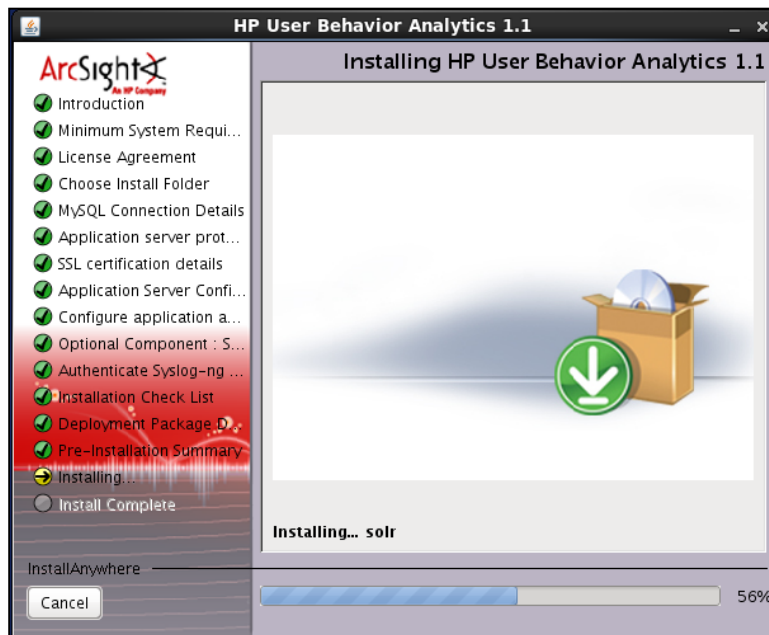 HP User Behavior Analytics 1.1
ArcSight
An HP Company
Installing HP User Behavior Analytics 1.1
Introduction
Minimum System Requi...
License Agreement
Choose Install Folder
MySQL Connection Details
Application server prot...
SSL certification details
Application Server Confi...
Configure application a...
Optional Component : S...
Authenticate Syslog-ng ...
Installation Check List
Deployment Package D...
Pre-Installation Summary
Installing...
Install Complete
Installing... solr
InstallAnywhere
Cancel
56%